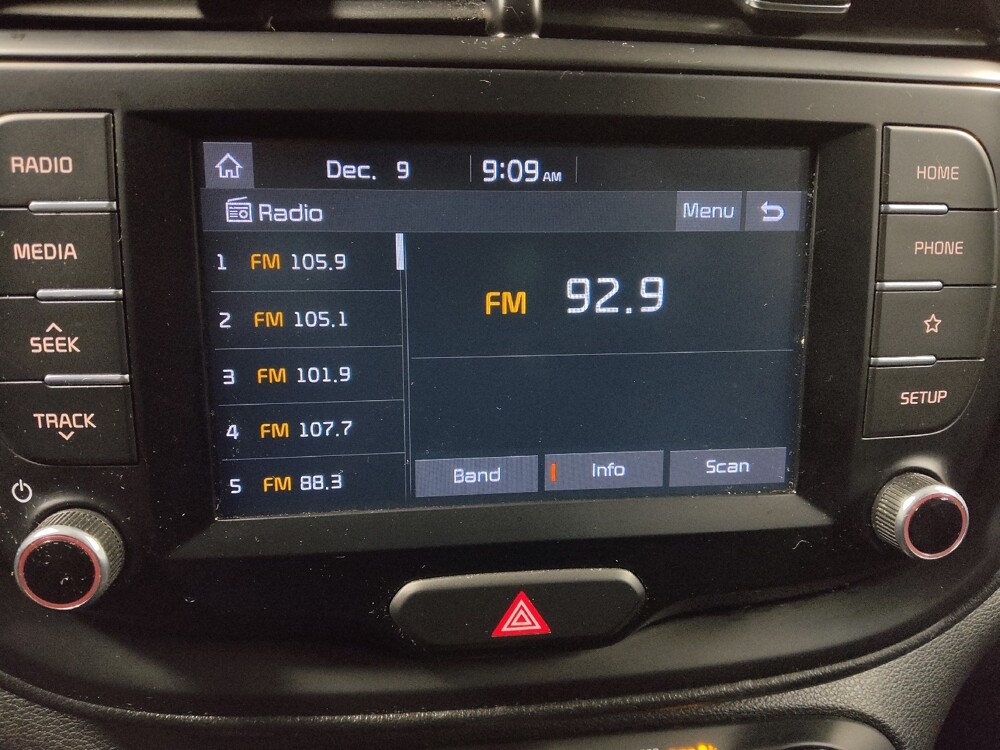 RADIO
MEDIA
SEEK
TRACK
Dec. 9 9:09 AM
Radio Menu
1 FM 105.9
2 FM 105.1
3 FM 101.9
4 FM 107.7
5 FM 88.3
FM 92.9
Band Info Scan
HOME
PHONE
SETUP